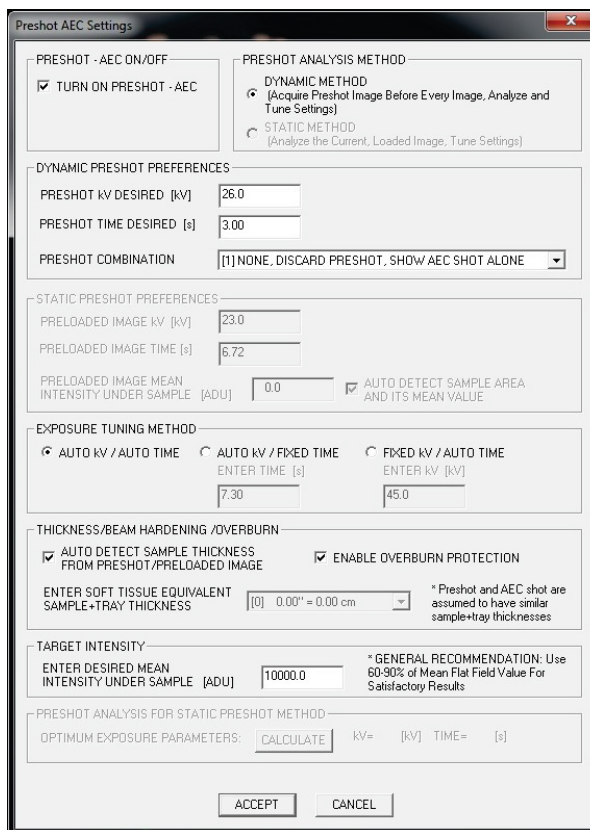 Preshot AEC Settings
PRESHOT - AEC ON/OFF
TURN ON PRESHOT - AEC
PRESHOT ANALYSIS METHOD
DYNAMIC METHOD
(Acquire Preshot Image Before Every Image, Analyze and
Tune Settings)
STATIC METHOD
(Analyze the Current, Loaded Image, Tune Settings)
DYNAMIC PRESHOT PREFERENCES
PRESHOT kV DESIRED [kV]
26.0
PRESHOT TIME DESIRED [s]
3.00
PRESHOT COMBINATION
[1] NONE, DISCARD PRESHOT, SHOW AEC SHOT ALONE
STATIC PRESHOT PREFERENCES
PRELOADED IMAGE kV [kV]
23.0
PRELOADED IMAGE TIME [s]
6.72
PRELOADED IMAGE MEAN
INTENSITY UNDER SAMPLE [ADU]
0.0
AUTO DETECT SAMPLE AREA
AND ITS MEAN VALUE
EXPOSURE TUNING METHOD
AUTO kV / AUTO TIME
AUTO kV / FIXED TIME
ENTER TIME [s]
7.30
FIXED kV / AUTO TIME
ENTER kV [kV]
45.0
THICKNESS/BEAM HARDENING /OVERBURN
AUTO DETECT SAMPLE THICKNESS
FROM PRESHOT/PRELOADED IMAGE
ENABLE OVERBURN PROTECTION
ENTER SOFT TISSUE EQUIVALENT
SAMPLE+TRAY THICKNESS
[0] 0.00" = 0.00 cm
* Preshot and AEC shot are
assumed to have similar
sample+tray thicknesses
TARGET INTENSITY
ENTER DESIRED MEAN
INTENSITY UNDER SAMPLE [ADU]
10000.0
* GENERAL RECOMMENDATION: Use
60-90% of Mean Flat Field Value For
Satisfactory Results
PRESHOT ANALYSIS FOR STATIC PRESHOT METHOD
OPTIMUM EXPOSURE PARAMETERS:
CALCULATE
kV= [kV] TIME= [s]
ACCEPT
CANCEL